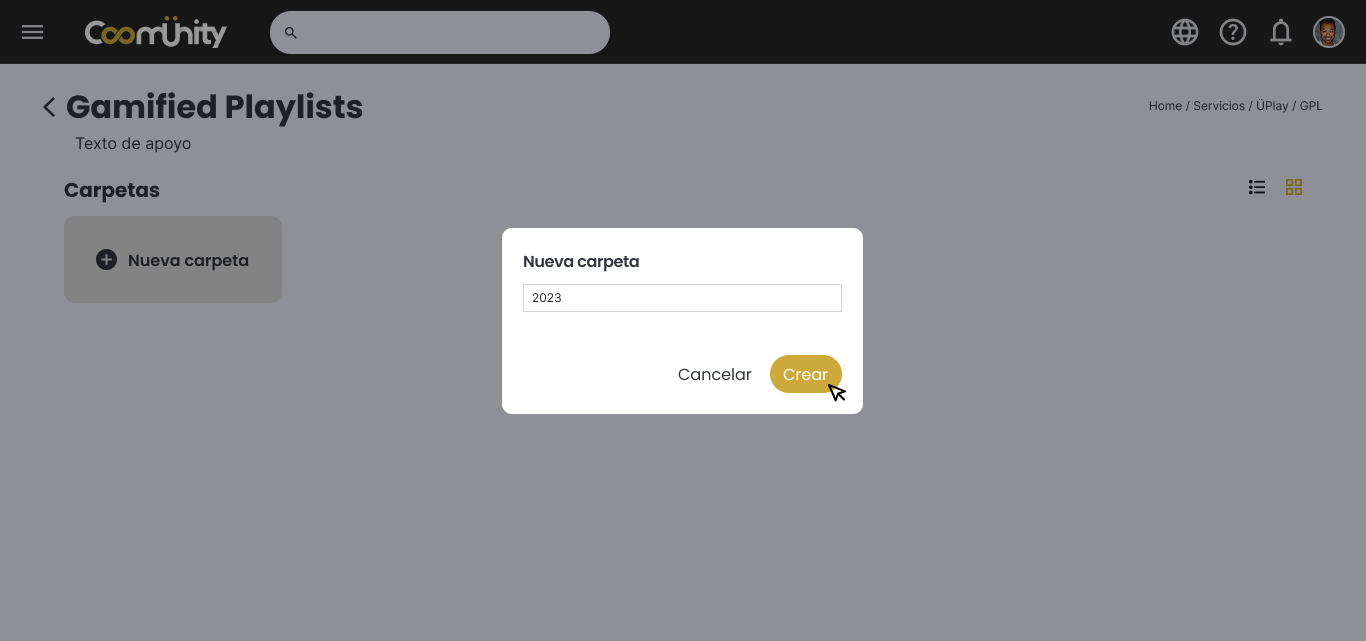 Coomünity
Gamified Playlists
Home / Servicios / ÜPlay / GPL
Texto de apoyo
Carpetas
Nueva carpeta
Nueva carpeta
2023
Cancelar
Crear